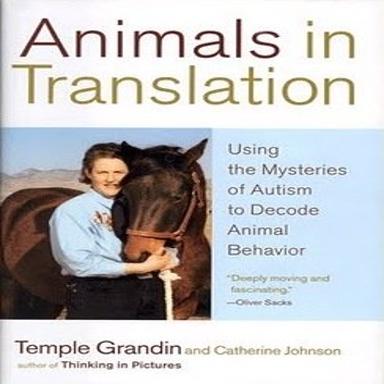 Animals in
Translation
Using
the Mysteries
of Autism
to Decode
Animal
Behavior
"Deeply moving and
fascinating."
—Oliver Sacks
Temple Grandin and Catherine Johnson
author of Thinking in Pictures